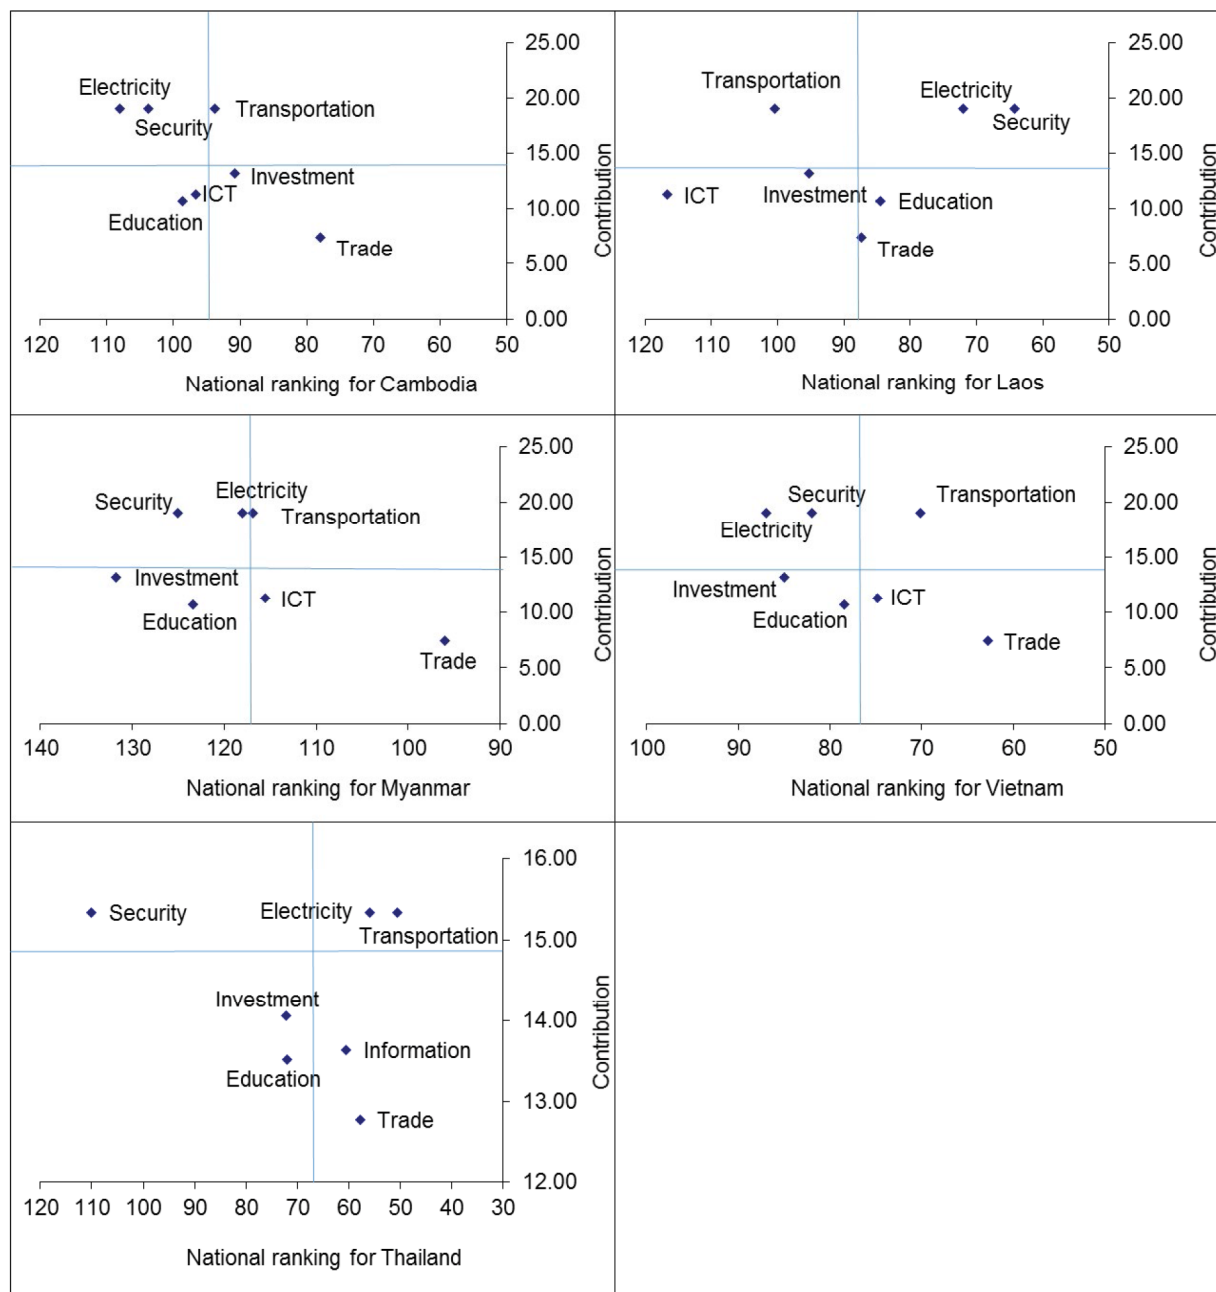 25.00
Electricity
20.00
Transportation
Security
15.00
Investment
ICT
10.00
Education
Trade
5.00
0.00
Contribution
120 110 100 90 80 70 60 50
National ranking for Cambodia
25.00
Transportation
Electricity
20.00
Security
15.00
ICT
Investment
Education
10.00
Trade
5.00
0.00
Contribution
120 110 100 90 80 70 60 50
National ranking for Laos
25.00
Electricity
Security
20.00
Transportation
15.00
Investment
ICT
10.00
Education
Trade
5.00
0.00
Contribution
140 130 120 110 100 90
National ranking for Myanmar
25.00
Security
Transportation
20.00
Electricity
15.00
Investment
ICT
10.00
Education
Trade
5.00
0.00
Contribution
100 90 80 70 60 50
National ranking for Vietnam
16.00
Security
Electricity
Transportation
15.00
Investment
14.00
Information
Education
13.00
Trade
12.00
Contribution
120 110 100 90 80 70 60 50 40 30
National ranking for Thailand